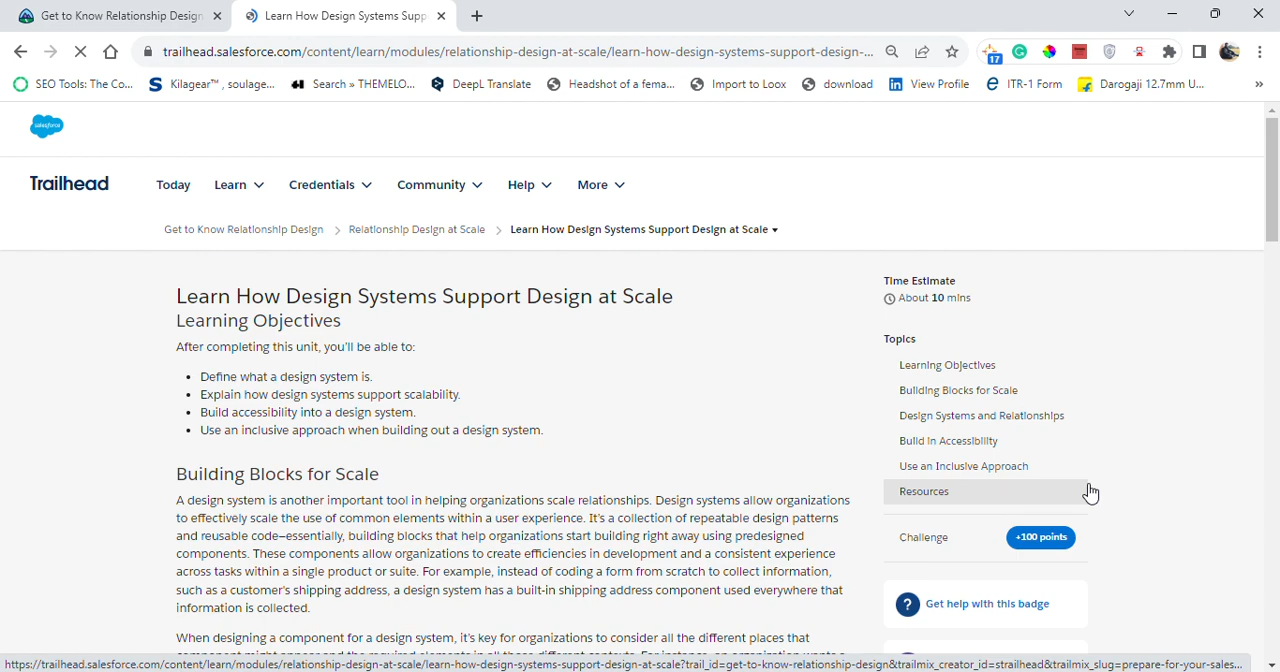 Get to Know Relationship Design
Learn How Design Systems Supp
trailhead.salesforce.com/content/learn/modules/relationship-design-at-scale/learn-how-design-systems-support-design-...
17
SEO Tools: The Co...
Kilagear™ , soulage...
Search » THEMELO...
DeepL Translate
Headshot of a fema...
Import to Loox
download
View Profile
ITR-1 Form
Darogaji 12.7mm U...
»
salesforce
Trailhead
Today
Learn
Credentials
Community
Help
More
Get to Know Relationship Design > Relationship Design at Scale > Learn How Design Systems Support Design at Scale
Learn How Design Systems Support Design at Scale
Learning Objectives
After completing this unit, you'll be able to:
• Define what a design system is.
• Explain how design systems support scalability.
• Build accessibility into a design system.
• Use an inclusive approach when building out a design system.
Building Blocks for Scale
A design system is another important tool in helping organizations scale relationships. Design systems allow organizations
to effectively scale the use of common elements within a user experience. It's a collection of repeatable design patterns
and reusable code—essentially, building blocks that help organizations start building right away using predesigned
components. These components allow organizations to create efficiencies in development and a consistent experience
across tasks within a single product or suite. For example, instead of coding a form from scratch to collect information,
such as a customer's shipping address, a design system has a built-in shipping address component used everywhere that
information is collected.
When designing a component for a design system, it's key for organizations to consider all the different places that
Time Estimate
About 10 mins
Topics
Learning Objectives
Building Blocks for Scale
Design Systems and Relationships
Build in Accessibility
Use an Inclusive Approach
Resources
Challenge
+100 points
? Get help with this badge
https://trailhead.salesforce.com/content/learn/modules/relationship-design-at-scale/learn-how-design-systems-support-design-at-scale?trail_id=get-to-know-relationship-design&trailmix_creator_id=strailhead&trailmix_slug=prepare-for-your-sales...